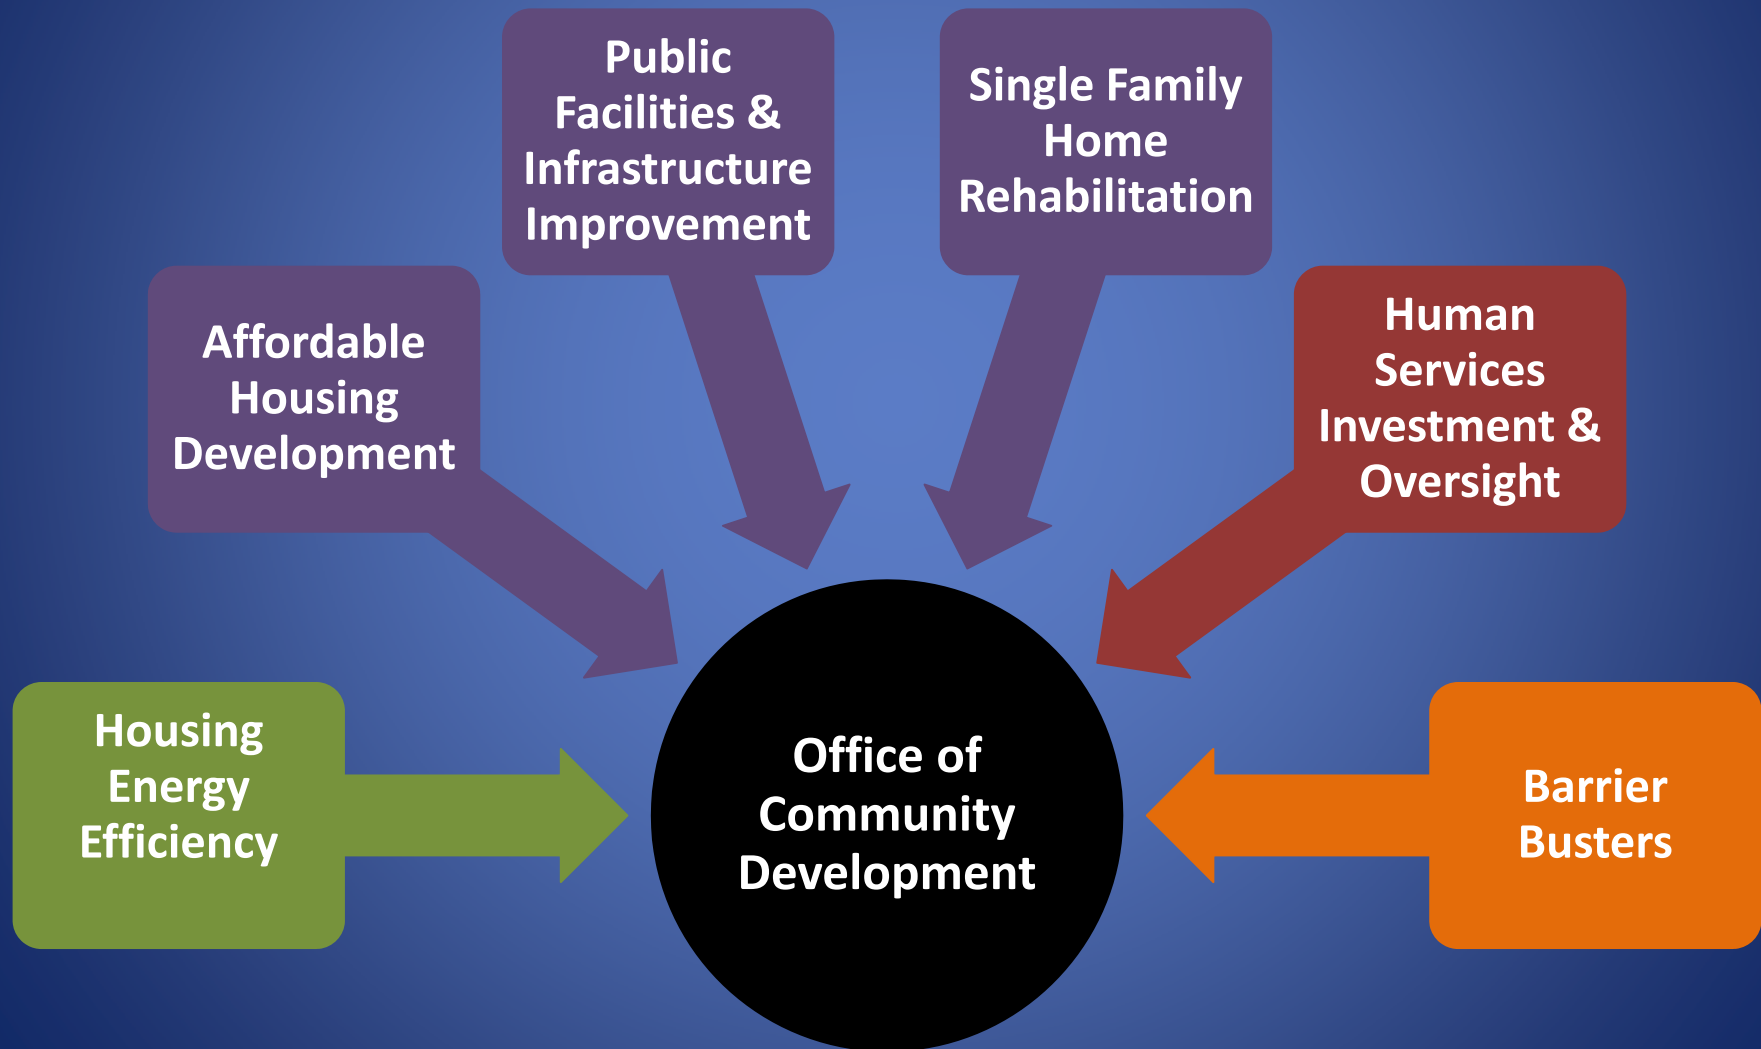 Public
Facilities &
Infrastructure
Improvement
Single Family
Home
Rehabilitation
Affordable
Housing
Development
Human
Services
Investment &
Oversight
Housing
Energy
Efficiency
Office of
Community
Development
Barrier
Busters